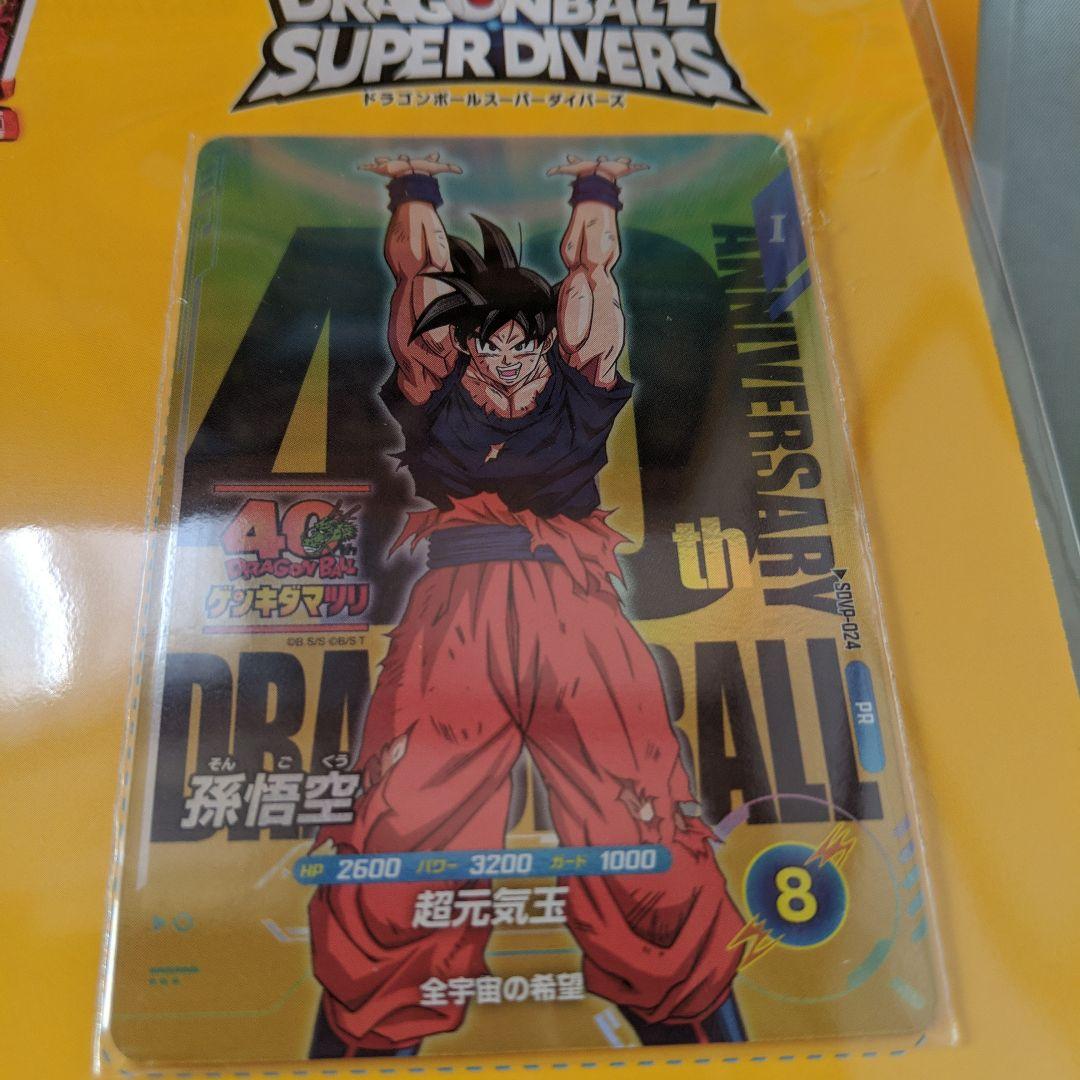 DRAGONBALL
SUPER DIVERS
ドラゴンボールスーパーダイバーズ
I
40th
ANNIVERSARY
40th
DRAGON BALL
ゲンキダマツリ
©B.S/S ©B/S T
SDVP-024
PR
DRAGONBALL
そんごくう
孫悟空
HP 2600 パワー 3200 ガード 1000
超元気玉
8
全宇宙の希望